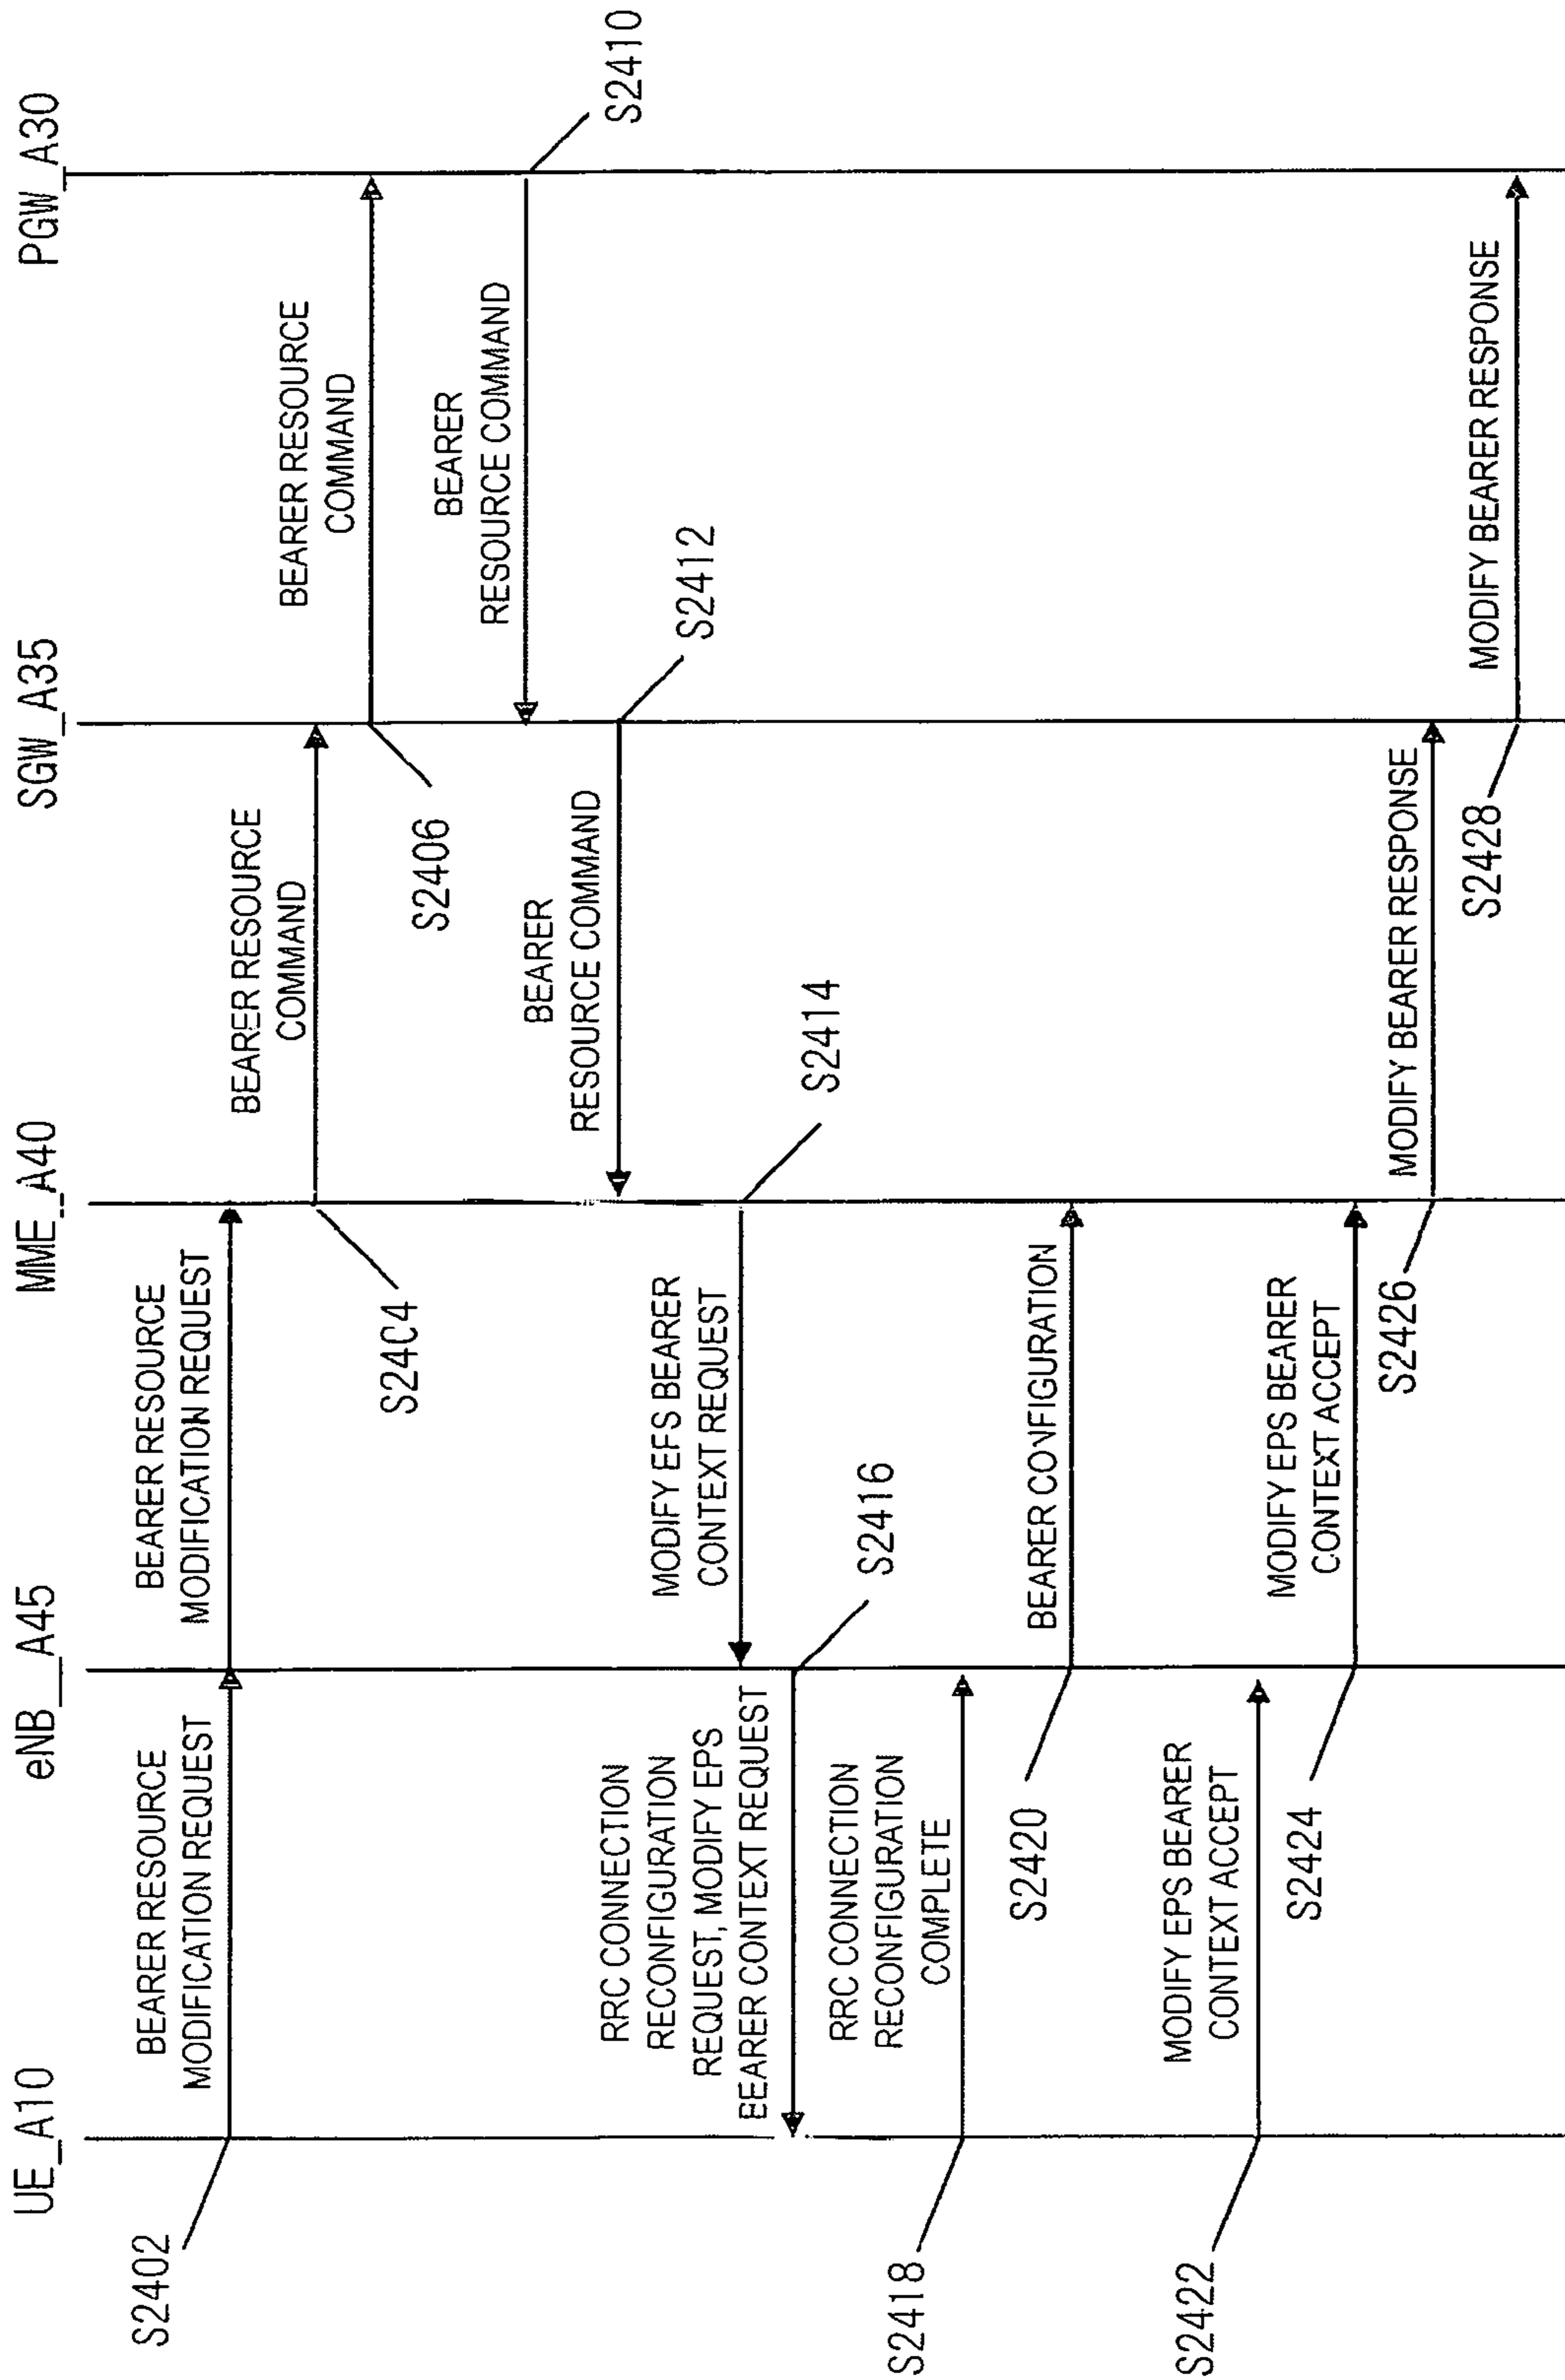 UE_A10
eNB_A45
MME_A40
SGW_A35
PGW_A30
S2402
BEARER RESOURCE
MODIFICATION REQUEST
BEARER RESOURCE
MODIFICATION REQUEST
S24C4
BEARER RESOURCE
COMMAND
S2406
BEARER RESOURCE
COMMAND
BEARER
RESOURCE COMMAND
S2410
BEARER
RESOURCE COMMAND
S2412
MODIFY EFS BEARER
CONTEXT REQUEST
S2414
RRC CONNECTION
RECONFIGURATION
REQUEST, MODIFY EPS
BEARER CONTEXT REQUEST
S2416
RRC CONNECTION
RECONFIGURATION
COMPLETE
S2418
BEARER CONFIGURATION
S2420
MODIFY EPS BEARER
CONTEXT ACCEPT
S2422
MODIFY EPS BEARER
CONTEXT ACCEPT
S2424
MODIFY BEARER RESPONSE
S2426
MODIFY BEARER RESPONSE
S2428